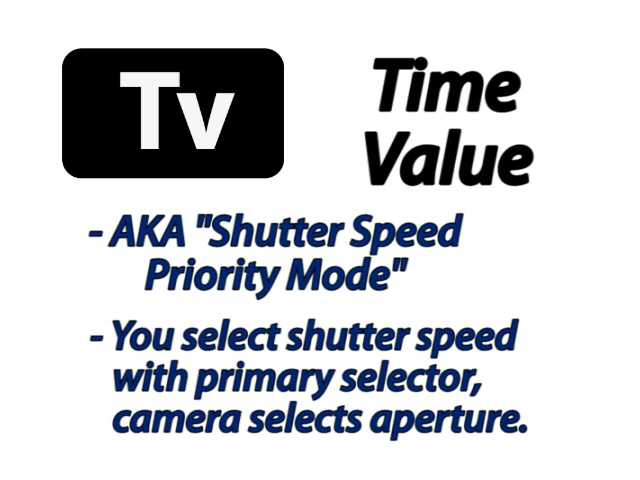 Tv
Time
Value
- AKA "Shutter Speed
Priority Mode"
- You select shutter speed
with primary selector,
camera selects aperture.